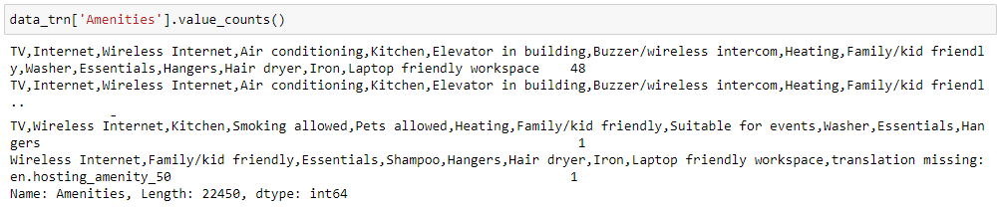 data_trn['Amenities'].value_counts()
TV,Internet,Wireless Internet,Air conditioning,Kitchen,Elevator in building,Buzzer/wireless intercom,Heating,Family/kid friendl
y,Washer,Essentials,Hangers,Hair dryer,Iron,Laptop friendly workspace    48
TV,Internet,Wireless Internet,Air conditioning,Kitchen,Elevator in building,Buzzer/wireless intercom,Heating,Family/kid friendl
..
TV,Wireless Internet,Kitchen,Smoking allowed,Pets allowed,Heating,Family/kid friendly,Suitable for events,Washer,Essentials,Han
gers    1
Wireless Internet,Family/kid friendly,Essentials,Shampoo,Hangers,Hair dryer,Iron,Laptop friendly workspace,translation missing:
en.hosting_amenity_50    1
Name: Amenities, Length: 22450, dtype: int64